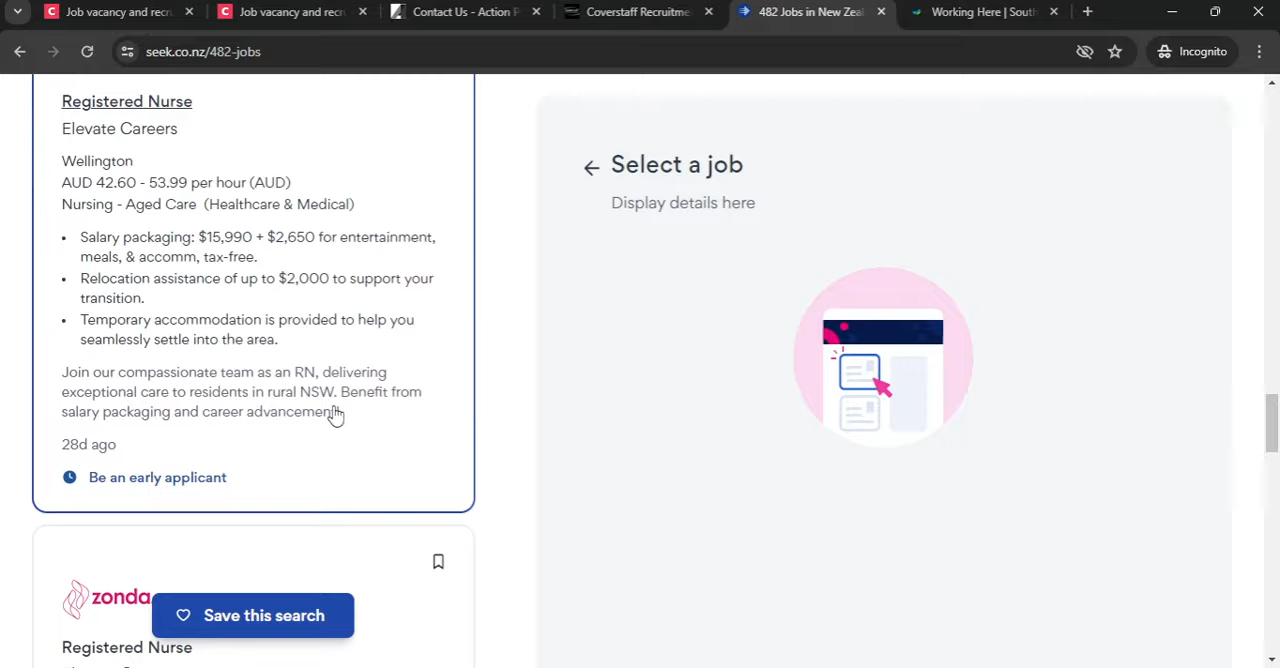 Job vacancy and recru
Job vacancy and recru
Contact Us - Action P
Coverstaff Recruitme
482 Jobs in New Zeal
Working Here | South
seek.co.nz/482-jobs
Incognito
Registered Nurse
Elevate Careers
Wellington
AUD 42.60 - 53.99 per hour (AUD)
Nursing - Aged Care (Healthcare & Medical)
• Salary packaging: $15,990 + $2,650 for entertainment,
meals, & accomm, tax-free.
• Relocation assistance of up to $2,000 to support your
transition.
• Temporary accommodation is provided to help you
seamlessly settle into the area.
Join our compassionate team as an RN, delivering
exceptional care to residents in rural NSW. Benefit from
salary packaging and career advancement
28d ago
Be an early applicant
zonda
Save this search
Registered Nurse
Select a job
Display details here